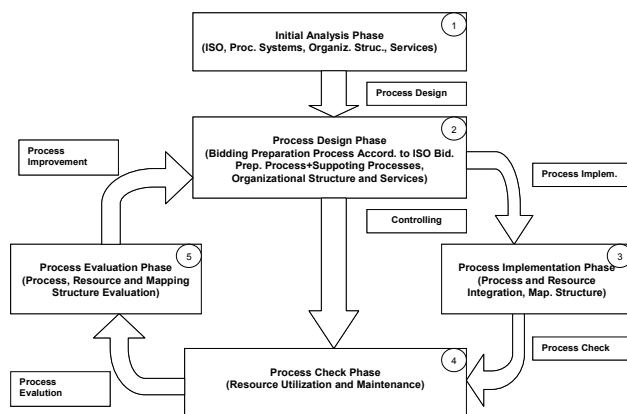 1
Initial Analysis Phase
(ISO, Proc. Systems, Organiz. Struc., Services)
Process Design
2
Process Design Phase
(Bidding Preparation Process Accord. to ISO Bid.
Prep. Process+Suppoting Processes,
Organizational Structure and Services)
Process
Improvement
Process Implem.
Controlling
5
Process Evaluation Phase
(Process, Resource and Mapping
Structure Evaluation)
3
Process Implementation Phase
(Process and Resource
Integration, Map. Structure)
Process Check
4
Process Check Phase
(Resource Utilization and Maintenance)
Process
Evalution